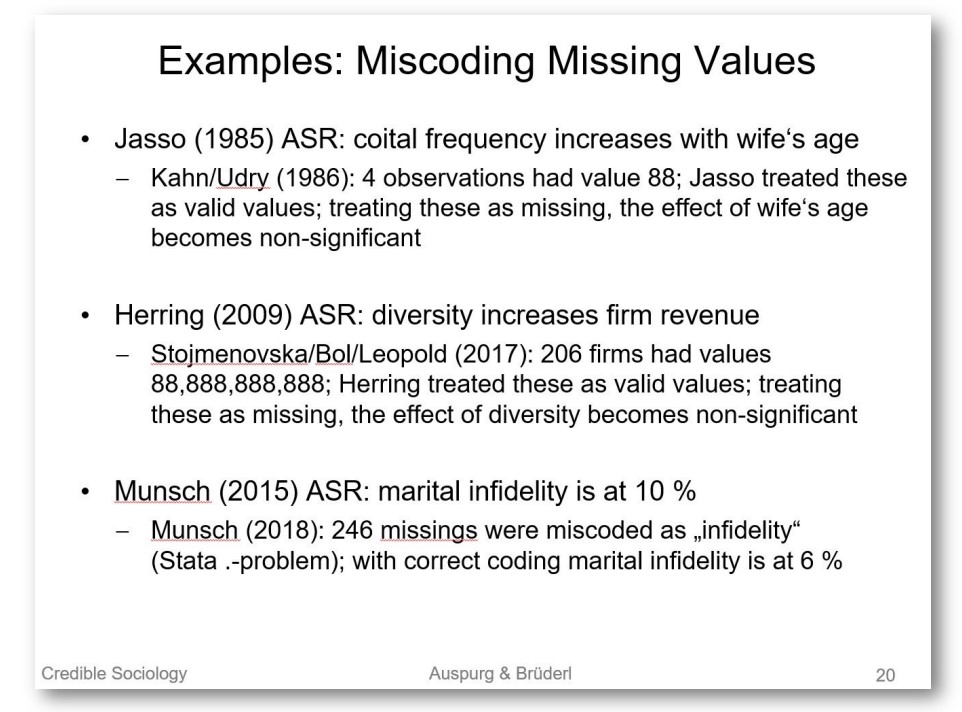 Examples: Miscoding Missing Values
• Jasso (1985) ASR: coital frequency increases with wife‘s age
– Kahn/Udry (1986): 4 observations had value 88; Jasso treated these
as valid values; treating these as missing, the effect of wife‘s age
becomes non-significant
• Herring (2009) ASR: diversity increases firm revenue
– Stojmenovska/Bol/Leopold (2017): 206 firms had values
88,888,888,888; Herring treated these as valid values; treating
these as missing, the effect of diversity becomes non-significant
• Munsch (2015) ASR: marital infidelity is at 10 %
– Munsch (2018): 246 missings were miscoded as „infidelity“
(Stata .-problem); with correct coding marital infidelity is at 6 %
Credible Sociology Auspurg & Brüderl 20